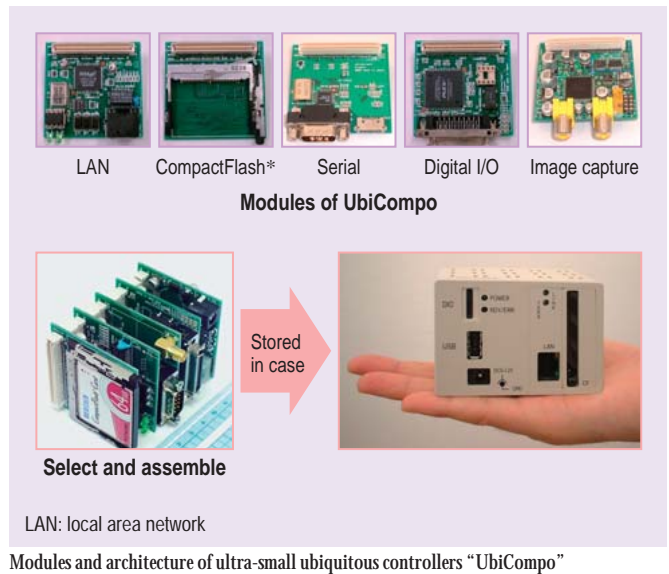 LAN
CompactFlash*
Serial
Digital I/O
Image capture
Modules of UbiCompo
Stored
in case
DIO
POWER
USB
LAN
CF
Select and assemble
LAN: local area network
Modules and architecture of ultra-small ubiquitous controllers “UbiCompo”